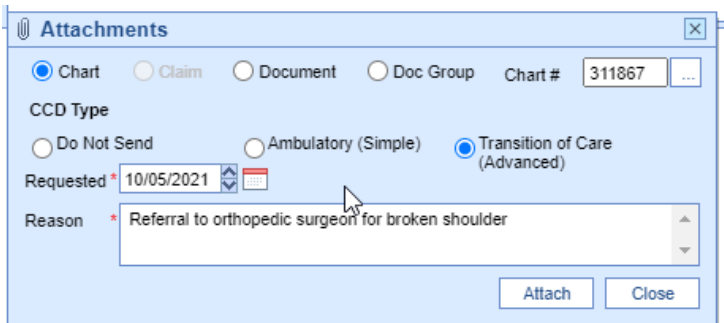 Attachments
Chart Claim Document Doc Group Chart # 311867 ...
CCD Type
Do Not Send Ambulatory (Simple) Transition of Care
(Advanced)
Requested * 10/05/2021
Reason * Referral to orthopedic surgeon for broken shoulder
Attach Close